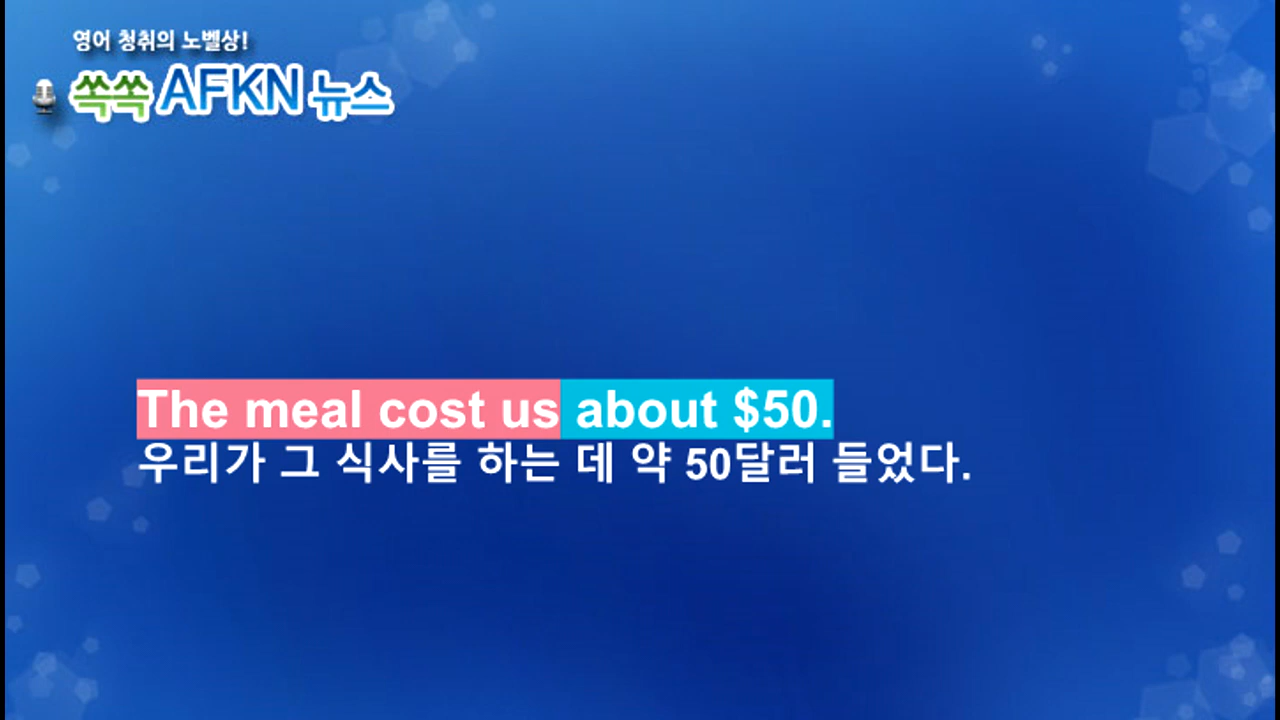 영어 청취의 노벨상!
쏙쏙 AFKN 뉴스
The meal cost us about $50.
우리가 그 식사를 하는 데 약 50달러 들었다.